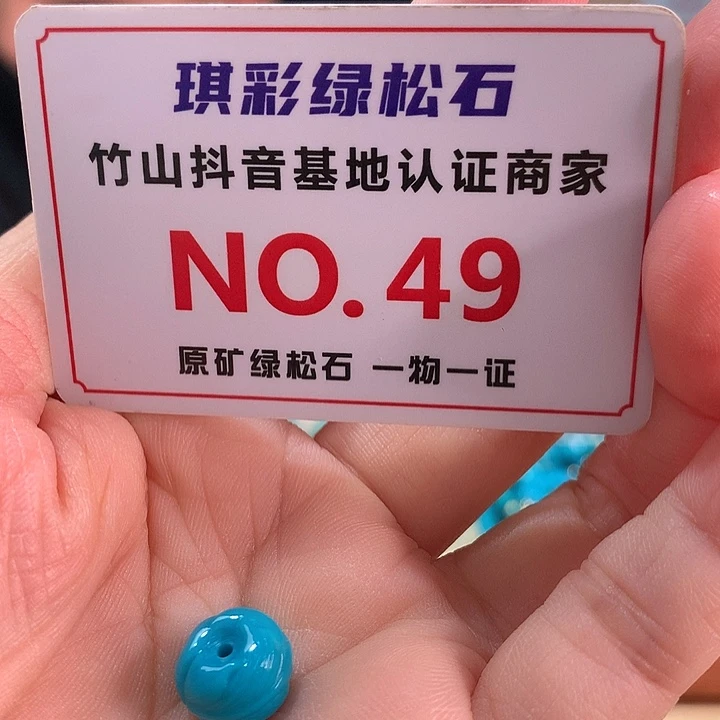 琪彩绿松石
竹山抖音基地认证商家
NO.49
原矿绿松石 一物一证